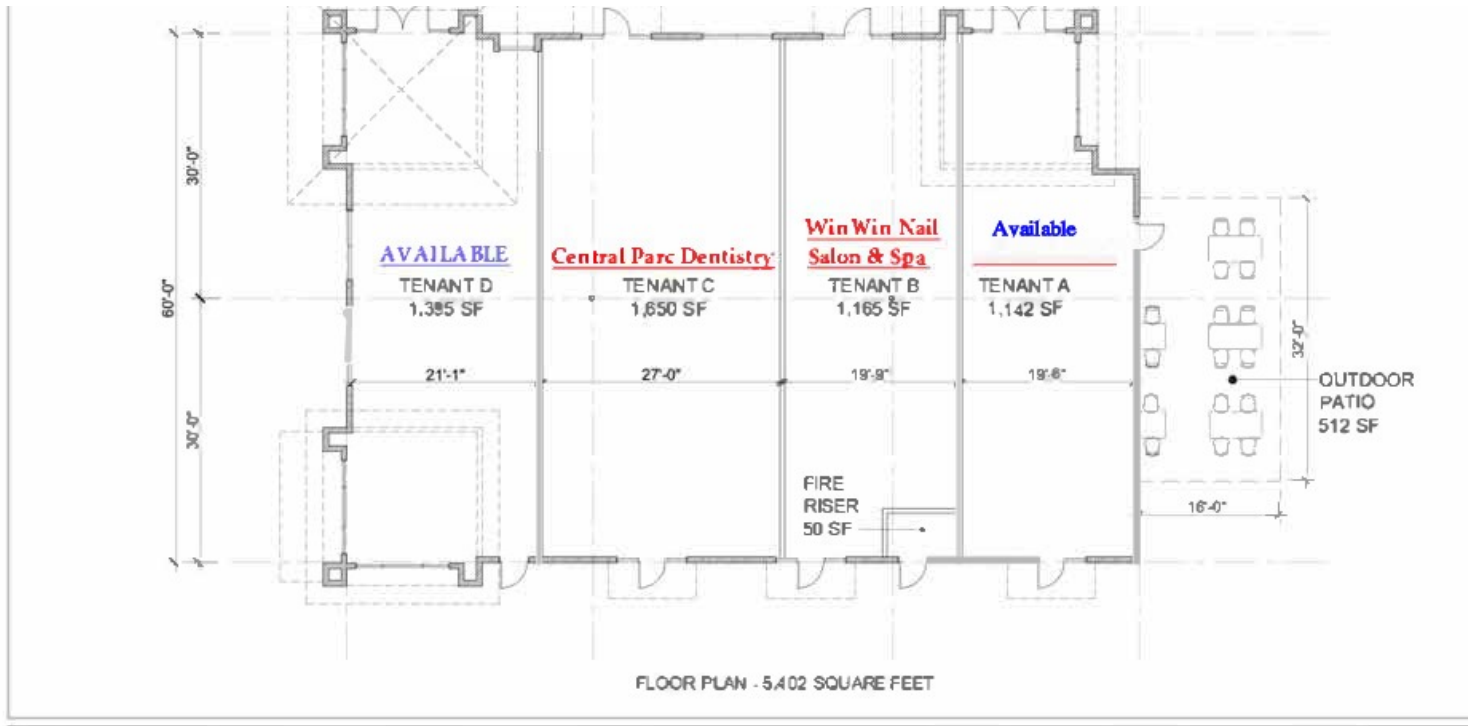 30'-0"
60'-0"
30'-0"
AVAILABLE
TENANT D
1,395 SF
21'-1"
Central Parc Dentistry
TENANT C
1,650 SF
27'-0"
Win Win Nail
Salon & Spa
TENANT B
1,165 SF
19'-9"
Available
TENANT A
1,142 SF
19'-6"
FIRE
RISER
50 SF
32'-0"
OUTDOOR
PATIO
512 SF
16'-0"
FLOOR PLAN - 5,402 SQUARE FEET